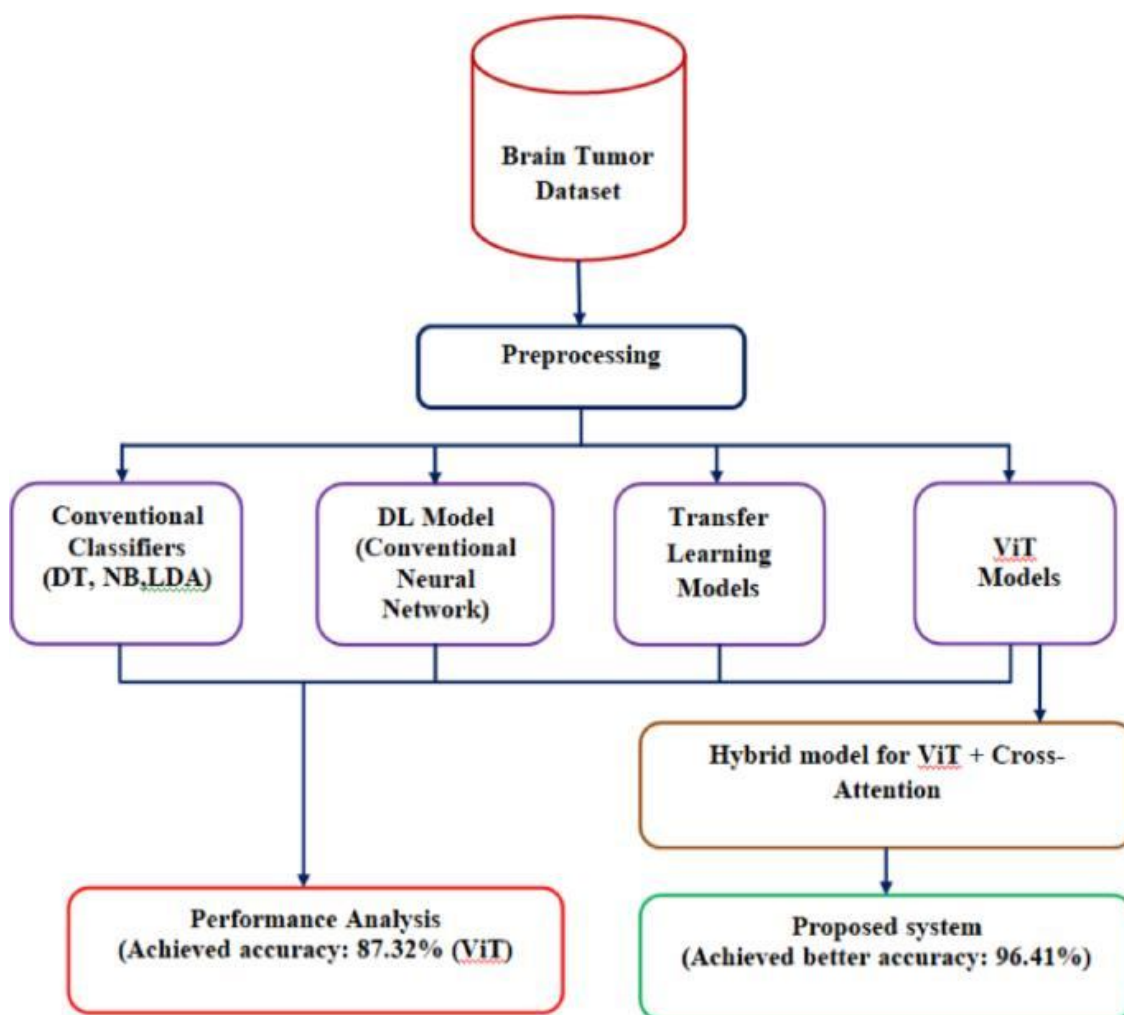 Brain Tumor
Dataset
Preprocessing
Conventional
Classifiers
(DT, NB,LDA)
DL Model
(Conventional
Neural
Network)
Transfer
Learning
Models
ViT
Models
Hybrid model for ViT + Cross-
Attention
Performance Analysis
(Achieved accuracy: 87.32% (ViT)
Proposed system
(Achieved better accuracy: 96.41%)